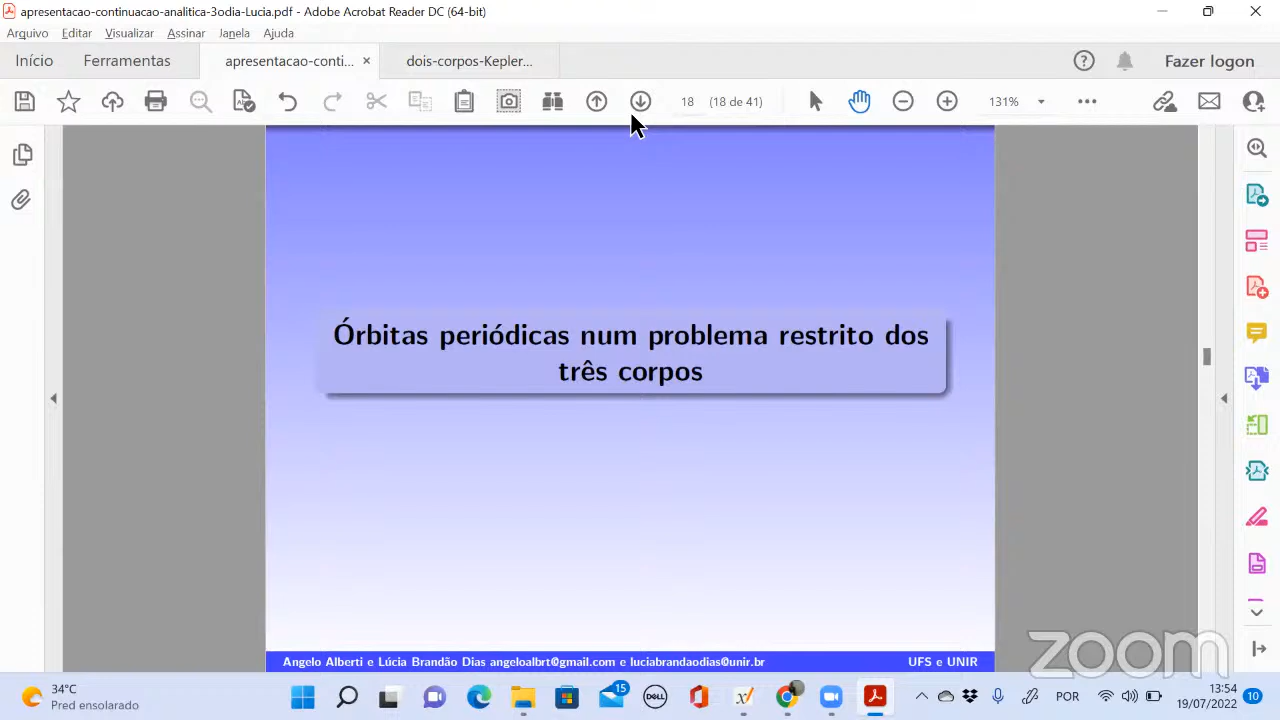 apresentacao-continuacao-analitica-3odia-Lucia.pdf - Adobe Acrobat Reader DC (64-bit)
Arquivo Editar Visualizar Assinar Janela Ajuda
Início Ferramentas apresentacao-conti... × dois-corpos-Kepler... Fazer logon
18 (18 de 41) 131%
Órbitas periódicas num problema restrito dos
três corpos
Angelo Alberti e Lúcia Brandão Dias angeloalbrt@gmail.com e luciabrandaodias@unir.br UFS e UNIR
zoom
34°C
Pred ensolarado
15
DELL
POR
13:54
19/07/2022
10